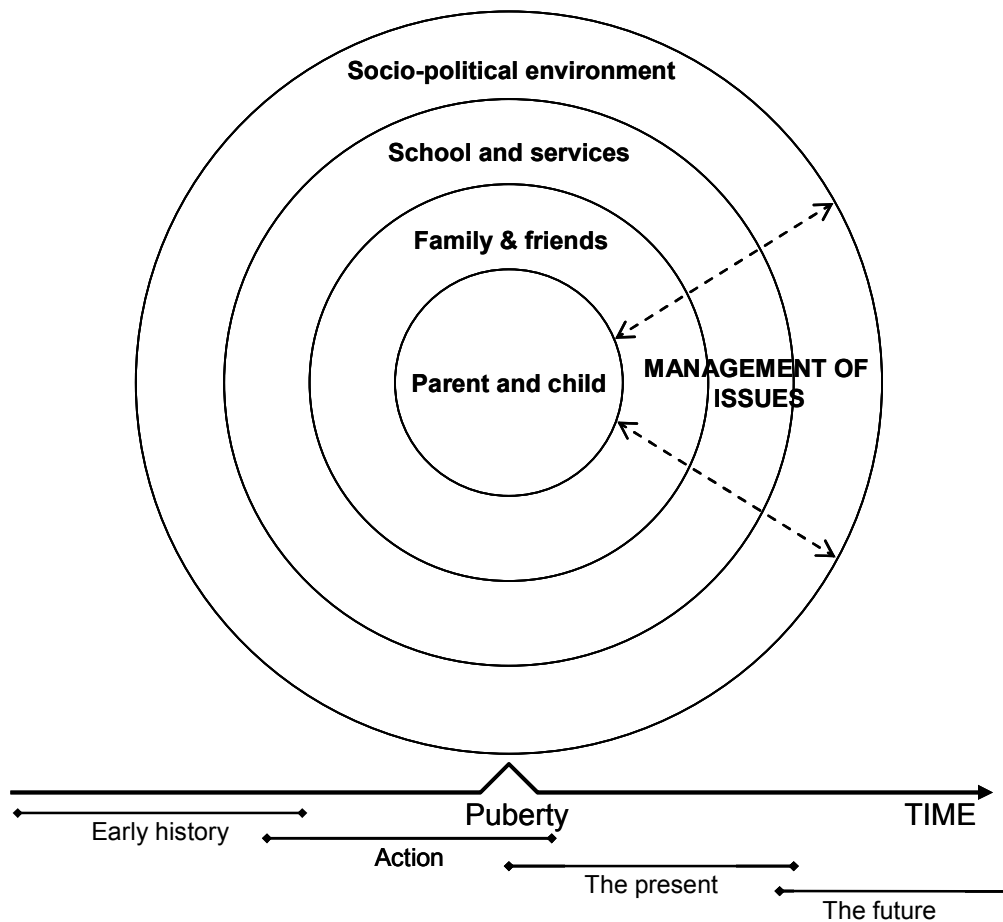 Socio-political environment
School and services
Family & friends
Parent and child
MANAGEMENT OF
ISSUES
Puberty
TIME
Early history
Action
The present
The future